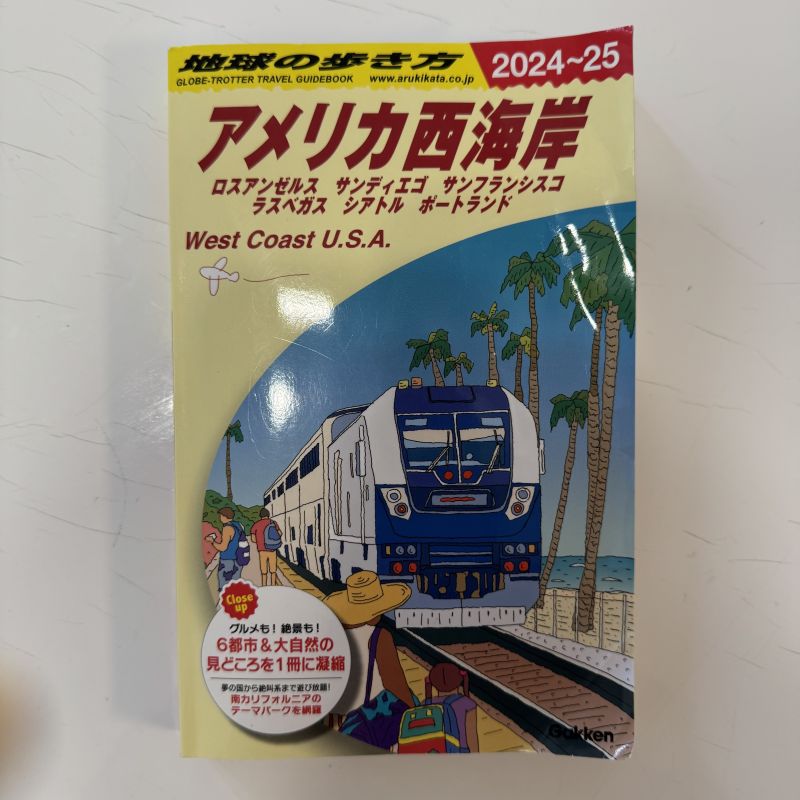 地球の歩き方
GLOBE-TROTTER TRAVEL GUIDEBOOK www.arukikata.co.jp
2024~25
アメリカ西海岸
ロスアンゼルス サンディエゴ サンフランシスコ
ラスベガス シアトル ポートランド
West Coast U.S.A.
Close up
グルメも! 絶景も!
6都市&大自然の
見どころを1冊に凝縮
夢の国から絶叫系まで遊び放題!
南カリフォルニアの
テーマパークを網羅
Gakken